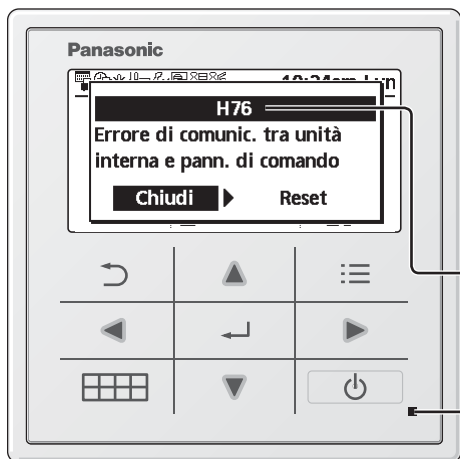 Panasonic
10:34am Lun
H76
Errore di comunic. tra unità
interna e pann. di comando
Chiudi
Reset